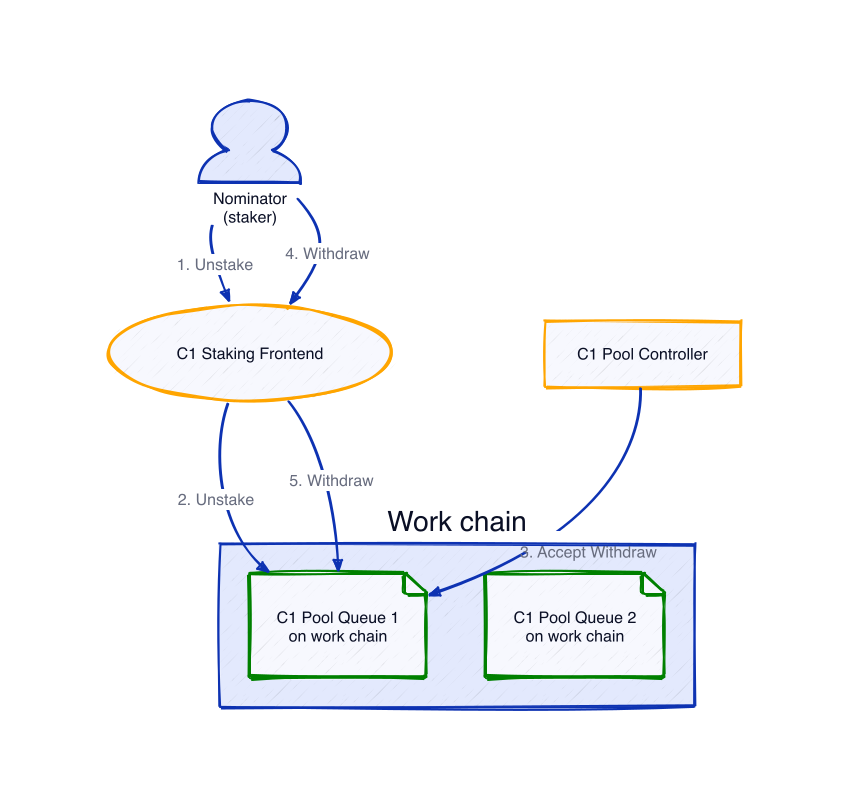 Nominator
(staker)
1. Unstake
4. Withdraw
C1 Staking Frontend
C1 Pool Controller
2. Unstake
5. Withdraw
Work chain
3. Accept Withdraw
C1 Pool Queue 1
on work chain
C1 Pool Queue 2
on work chain